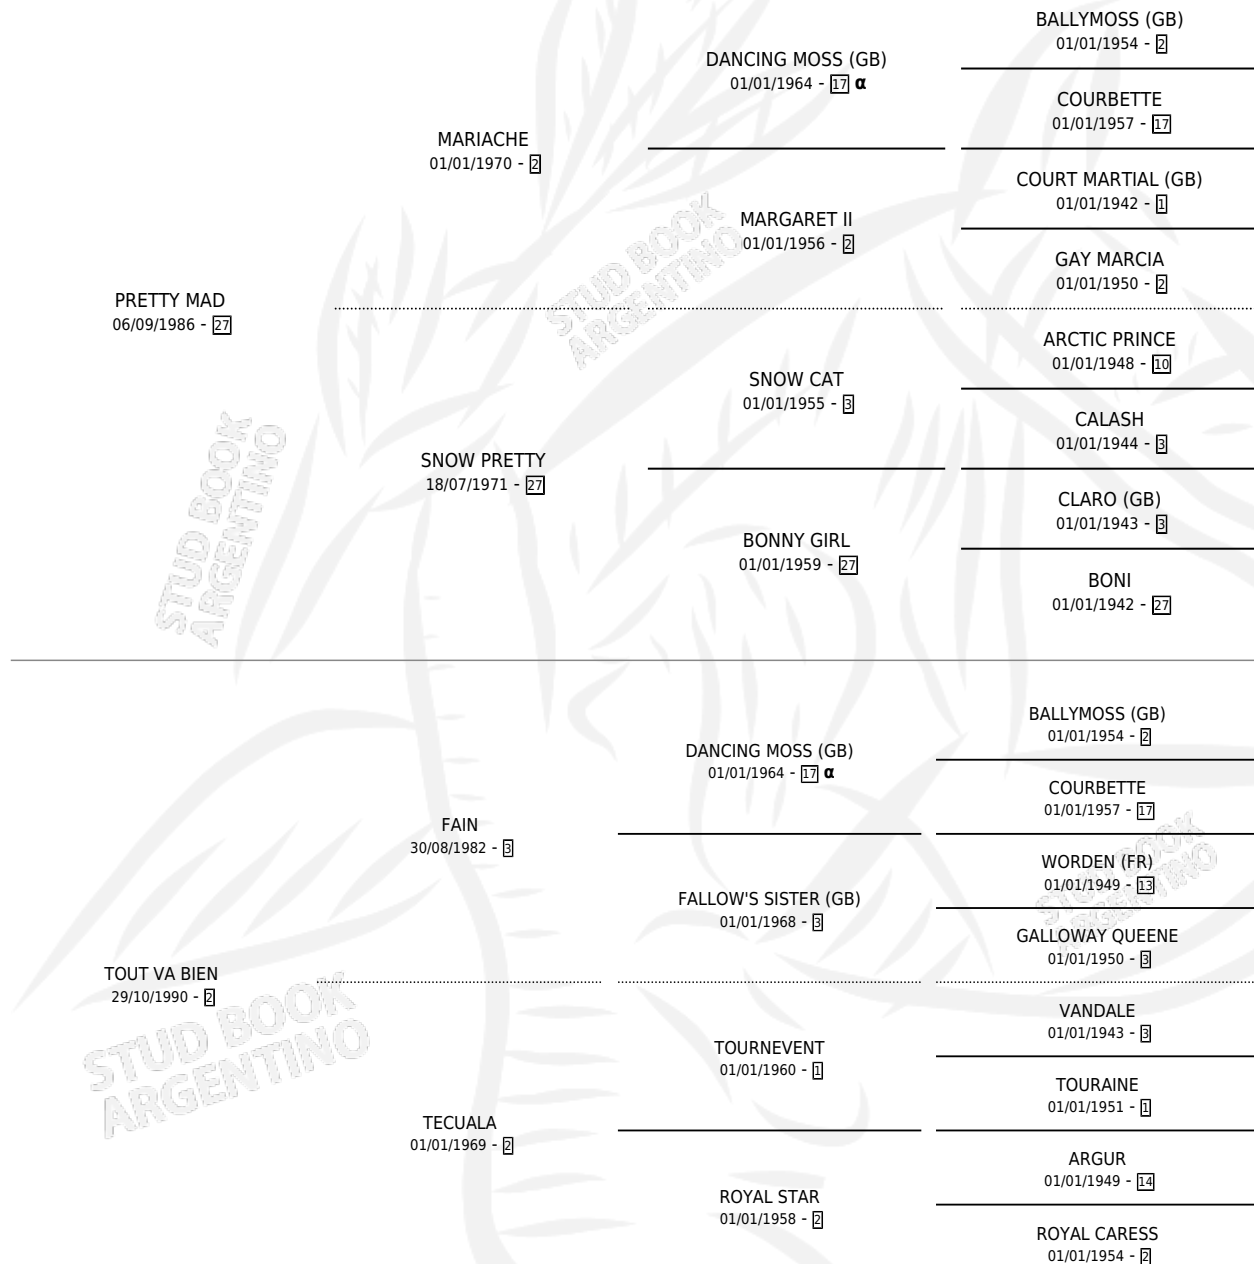 BALLYMOSS (GB)
01/01/1954 - 2
DANCING MOSS (GB)
01/01/1964 - 17 α
COURBETTE
01/01/1957 - 17
MARIACHE
01/01/1970 - 2
COURT MARTIAL (GB)
01/01/1942 - 1
MARGARET II
01/01/1956 - 2
GAY MARCIA
01/01/1950 - 2
PRETTY MAD
06/09/1986 - 27
ARCTIC PRINCE
01/01/1948 - 10
SNOW CAT
01/01/1955 - 3
CALASH
01/01/1944 - 3
SNOW PRETTY
18/07/1971 - 27
CLARO (GB)
01/01/1943 - 3
BONNY GIRL
01/01/1959 - 27
BONI
01/01/1942 - 27
STUD BOOK
ARGENTINO
STUD BOOK
ARGENTINO
BALLYMOSS (GB)
01/01/1954 - 2
DANCING MOSS (GB)
01/01/1964 - 17 α
COURBETTE
01/01/1957 - 17
FAIN
30/08/1982 - 3
WORDEN (FR)
01/01/1949 - 13
FALLOW'S SISTER (GB)
01/01/1968 - 3
GALLOWAY QUEENE
01/01/1950 - 3
TOUT VA BIEN
29/10/1990 - 2
VANDALE
01/01/1943 - 3
TOURNEVENT
01/01/1960 - 1
TOURAINE
01/01/1951 - 1
TECUALA
01/01/1969 - 2
ARGUR
01/01/1949 - 14
ROYAL STAR
01/01/1958 - 2
ROYAL CARESS
01/01/1954 - 2
STUD BOOK
ARGENTINO
STUD BOOK
ARGENTINO